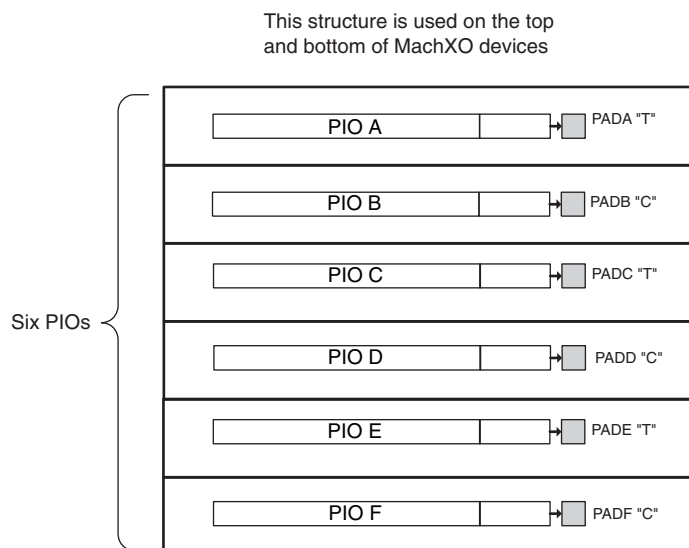 This structure is used on the top
and bottom of MachXO devices
PIO A
PADA "T"
PIO B
PADB "C"
PIO C
PADC "T"
Six PIOs
PIO D
PADD "C"
PIO E
PADE "T"
PIO F
PADF "C"